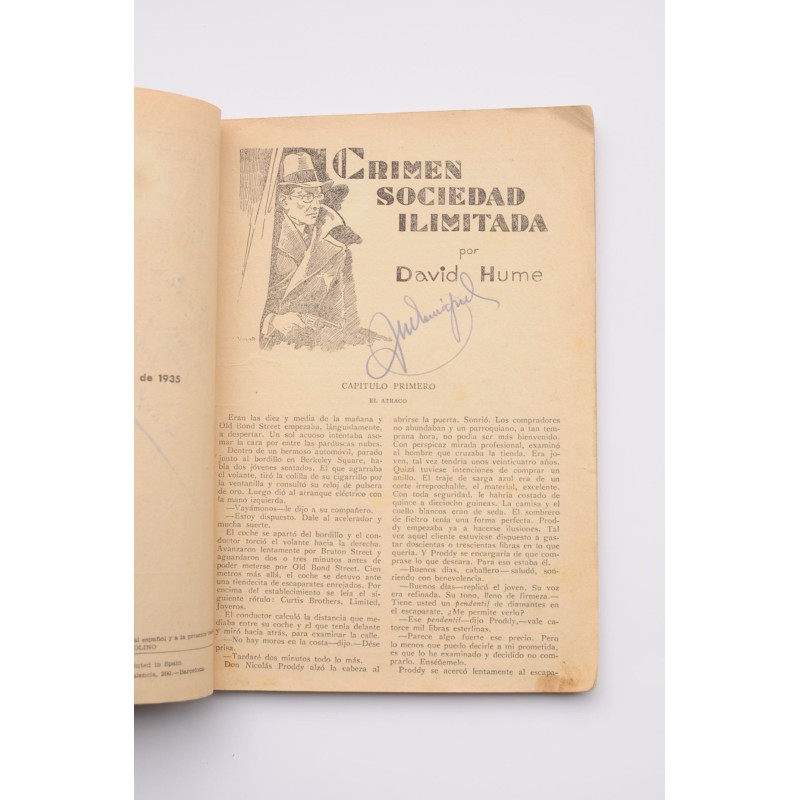 de 1935
el español y a la presente
OLINO
Printed in Spain
Valencia, 200,—Barcelona
CRIMEN
SOCIEDAD
ILIMITADA
por
David Hume
CAPITULO PRIMERO
EL ATRACO
Eran las diez y media de la mañana y
Old Bond Street empezaba, lánguidamente,
a despertar. Un sol acuoso intentaba aso-
mar la cara por entre las parduscas nubes.
Dentro de un hermoso automóvil, parado
junto al bordillo en Berkeley Square, ha-
bía dos jóvenes sentados. El que agarraba
el volante, tiró la colilla de su cigarrillo por
la ventanilla y consultó su reloj de pulsera
de oro. Luego dió al arranque eléctrico con
la mano izquierda.
—Vayámonos—le dijo a su compañero.
—Estoy dispuesto. Dale al acelerador y
mucha suerte.
El coche se apartó del bordillo y el con-
ductor torció el volante hacia la derecha.
Avanzaron lentamente por Bruton Street y
aguardaron dos o tres minutos antes de
poder meterse por Old Bond Street. Cien
metros más allá, el coche se detuvo ante
una tiendecita de escaparates enrejados. Por
encima del establecimiento se leía el si-
guiente rótulo: Curtis Brothers, Limited,
Joyeros.
El conductor calculó la distancia que me-
diaba entre su coche y el que tenía delante
y miró hacia atrás, para examinar la calle.
—No hay moros en la costa—dijo.—Dése
prisa.
—Tardaré dos minutos todo lo más.
Don Nicolás Proddy alzó la cabeza al
abrirse la puerta. Sonrió. Los compradores
no abundaban y un parroquiano, a tan tem-
prana hora, no podía ser más bienvenido.
Con perspicaz mirada profesional, examinó
al hombre que cruzaba la tienda. Era jo-
ven, tal vez tendría unos veinticuatro años.
Quizá tuviese intenciones de comprar un
anillo. El traje de sarga azul era de un
corte irreprochable, el material, excelente.
Con toda seguridad, le habría costado de
quince a dieciocho guineas. La camisa y el
cuello blancos eran de seda. El sombrero
de fieltro tenía una forma perfecta. Prod-
dy empezaba ya a hacerse ilusiones. Tal
vez aquel cliente estuviese dispuesto a gas-
tar doscientas o trescientas libras en lo que
quería. Y Proddy se encargaría de que com-
prase lo que deseara. Para eso estaba él.
—Buenos días, caballero—saludó, son-
riendo con benevolencia.
—Buenos días—replicó el joven. Su voz
era refinada. Su tono, lleno de firmeza.—
Tiene usted un pendentif de diamantes en
el escaparate. ¿Me permite verlo?
—Ese pendentif—dijo Proddy,—vale ca-
torce mil libras esterlinas.
—Parece algo fuerte ese precio. Pero
lo menos que puedo decirle a mi prometida,
es que lo he examinado y decidido no com-
prarlo. Enséñemelo.
Proddy se acercó lentamente al escapa-